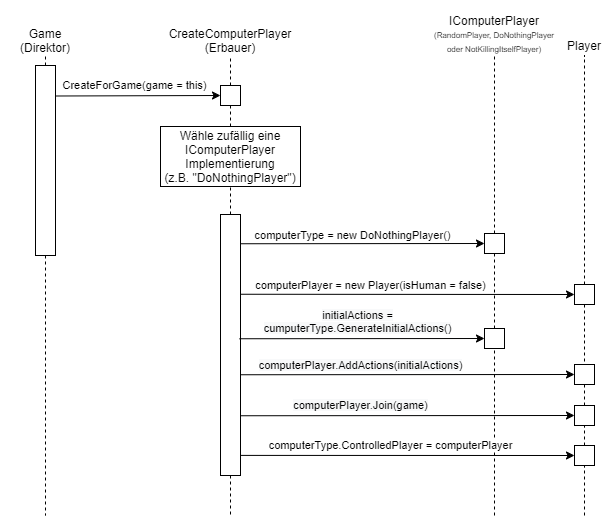 Game
(Direktor)
CreateComputerPlayer
(Erbauer)
IComputerPlayer
(RandomPlayer, DoNothingPlayer
oder NotKillingItselfPlayer)
Player
CreateForGame(game = this)
Wähle zufällig eine
IComputerPlayer
Implementierung
(z.B. "DoNothingPlayer")
computerType = new DoNothingPlayer()
computerPlayer = new Player(isHuman = false)
initialActions =
cumputerType.GenerateInitialActions()
computerPlayer.AddActions(initialActions)
computerPlayer.Join(game)
computerType.ControlledPlayer = computerPlayer